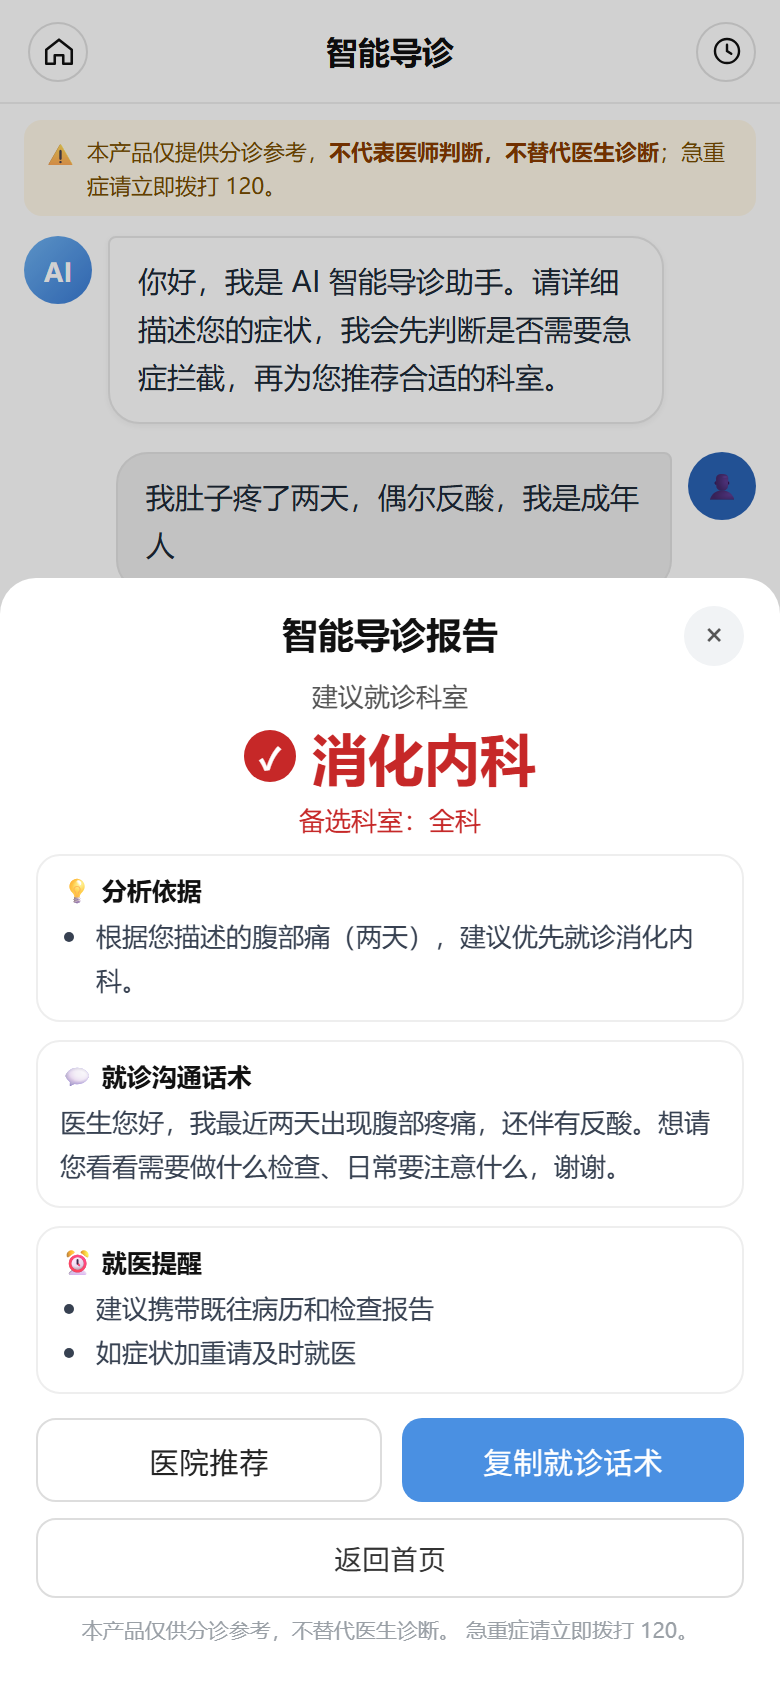 智能导诊
本产品仅提供分诊参考，不代表医师判断，不替代医生诊断；急重
症请立即拨打 120。
AI
你好，我是 AI 智能导诊助手。请详细
描述您的症状，我会先判断是否需要急
症拦截，再为您推荐合适的科室。
我肚子疼了两天，偶尔反酸，我是成年
人
智能导诊报告
×
建议就诊科室
消化内科
备选科室：全科
分析依据
• 根据您描述的腹部痛（两天），建议优先就诊消化内
科。
就诊沟通话术
医生您好，我最近两天出现腹部疼痛，还伴有反酸。想请
您看看需要做什么检查、日常要注意什么，谢谢。
就医提醒
• 建议携带既往病历和检查报告
• 如症状加重请及时就医
医院推荐
复制就诊话术
返回首页
本产品仅供分诊参考，不替代医生诊断。 急重症请立即拨打 120。